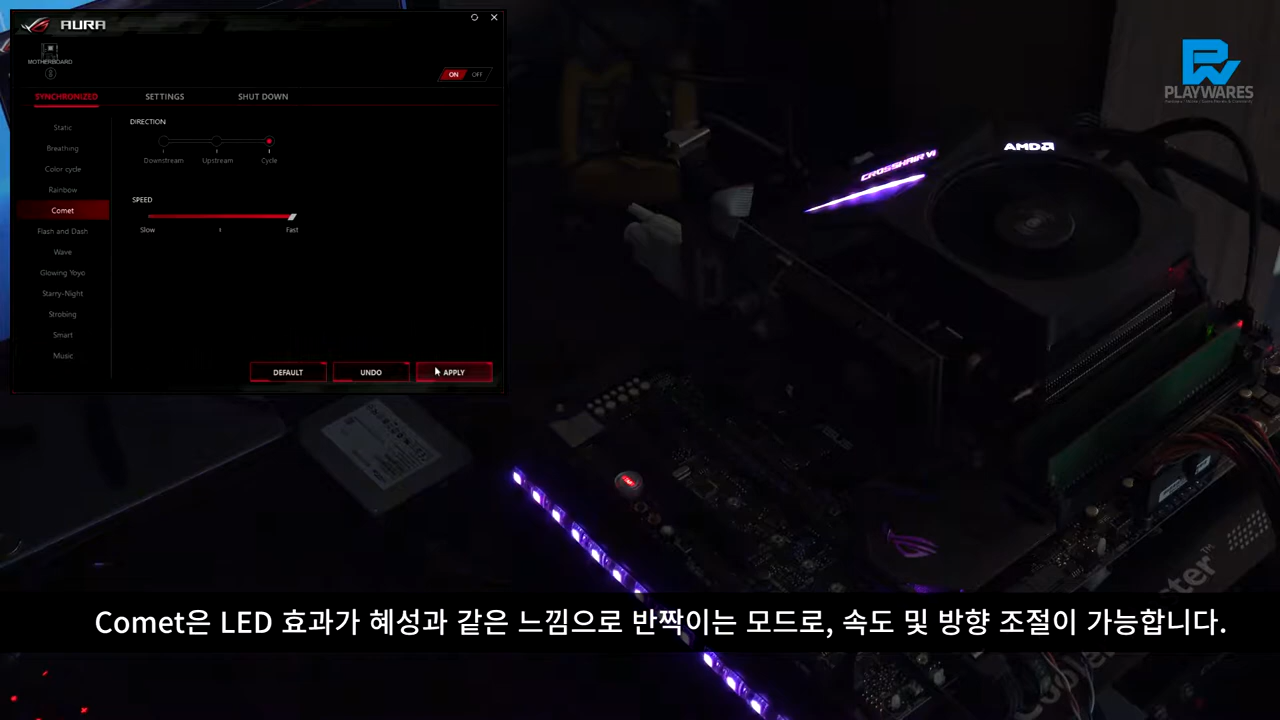 AURA
MOTHERBOARD
ON OFF
SYNCHRONIZED SETTINGS SHUT DOWN
Static
Breathing
Color cycle
Rainbow
Comet
Flash and Dash
Wave
Glowing Yoyo
Starry-Night
Strobing
Smart
Music
DIRECTION
Downstream Upstream Cycle
SPEED
Slow Fast
DEFAULT UNDO APPLY
PLAYWARES
CROSSHAIR VI
AMD
Comet은 LED 효과가 혜성과 같은 느낌으로 반짝이는 모드로, 속도 및 방향 조절이 가능합니다.